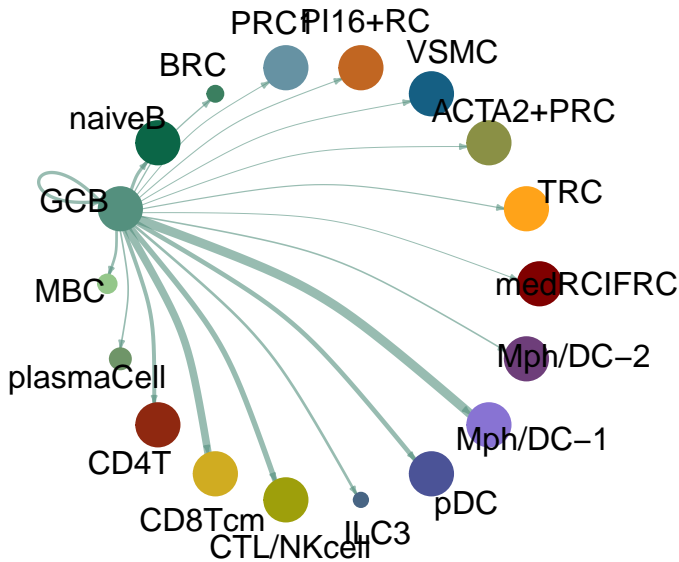 PRC1
PI16+RC
BRC
VSMC
naiveB
ACTA2+PRC
GCB
TRC
MBC
medRCIFRC
plasmaCell
Mph/DC−2
CD4T
Mph/DC−1
CD8Tcm
pDC
CTL/NKcell
ILC3